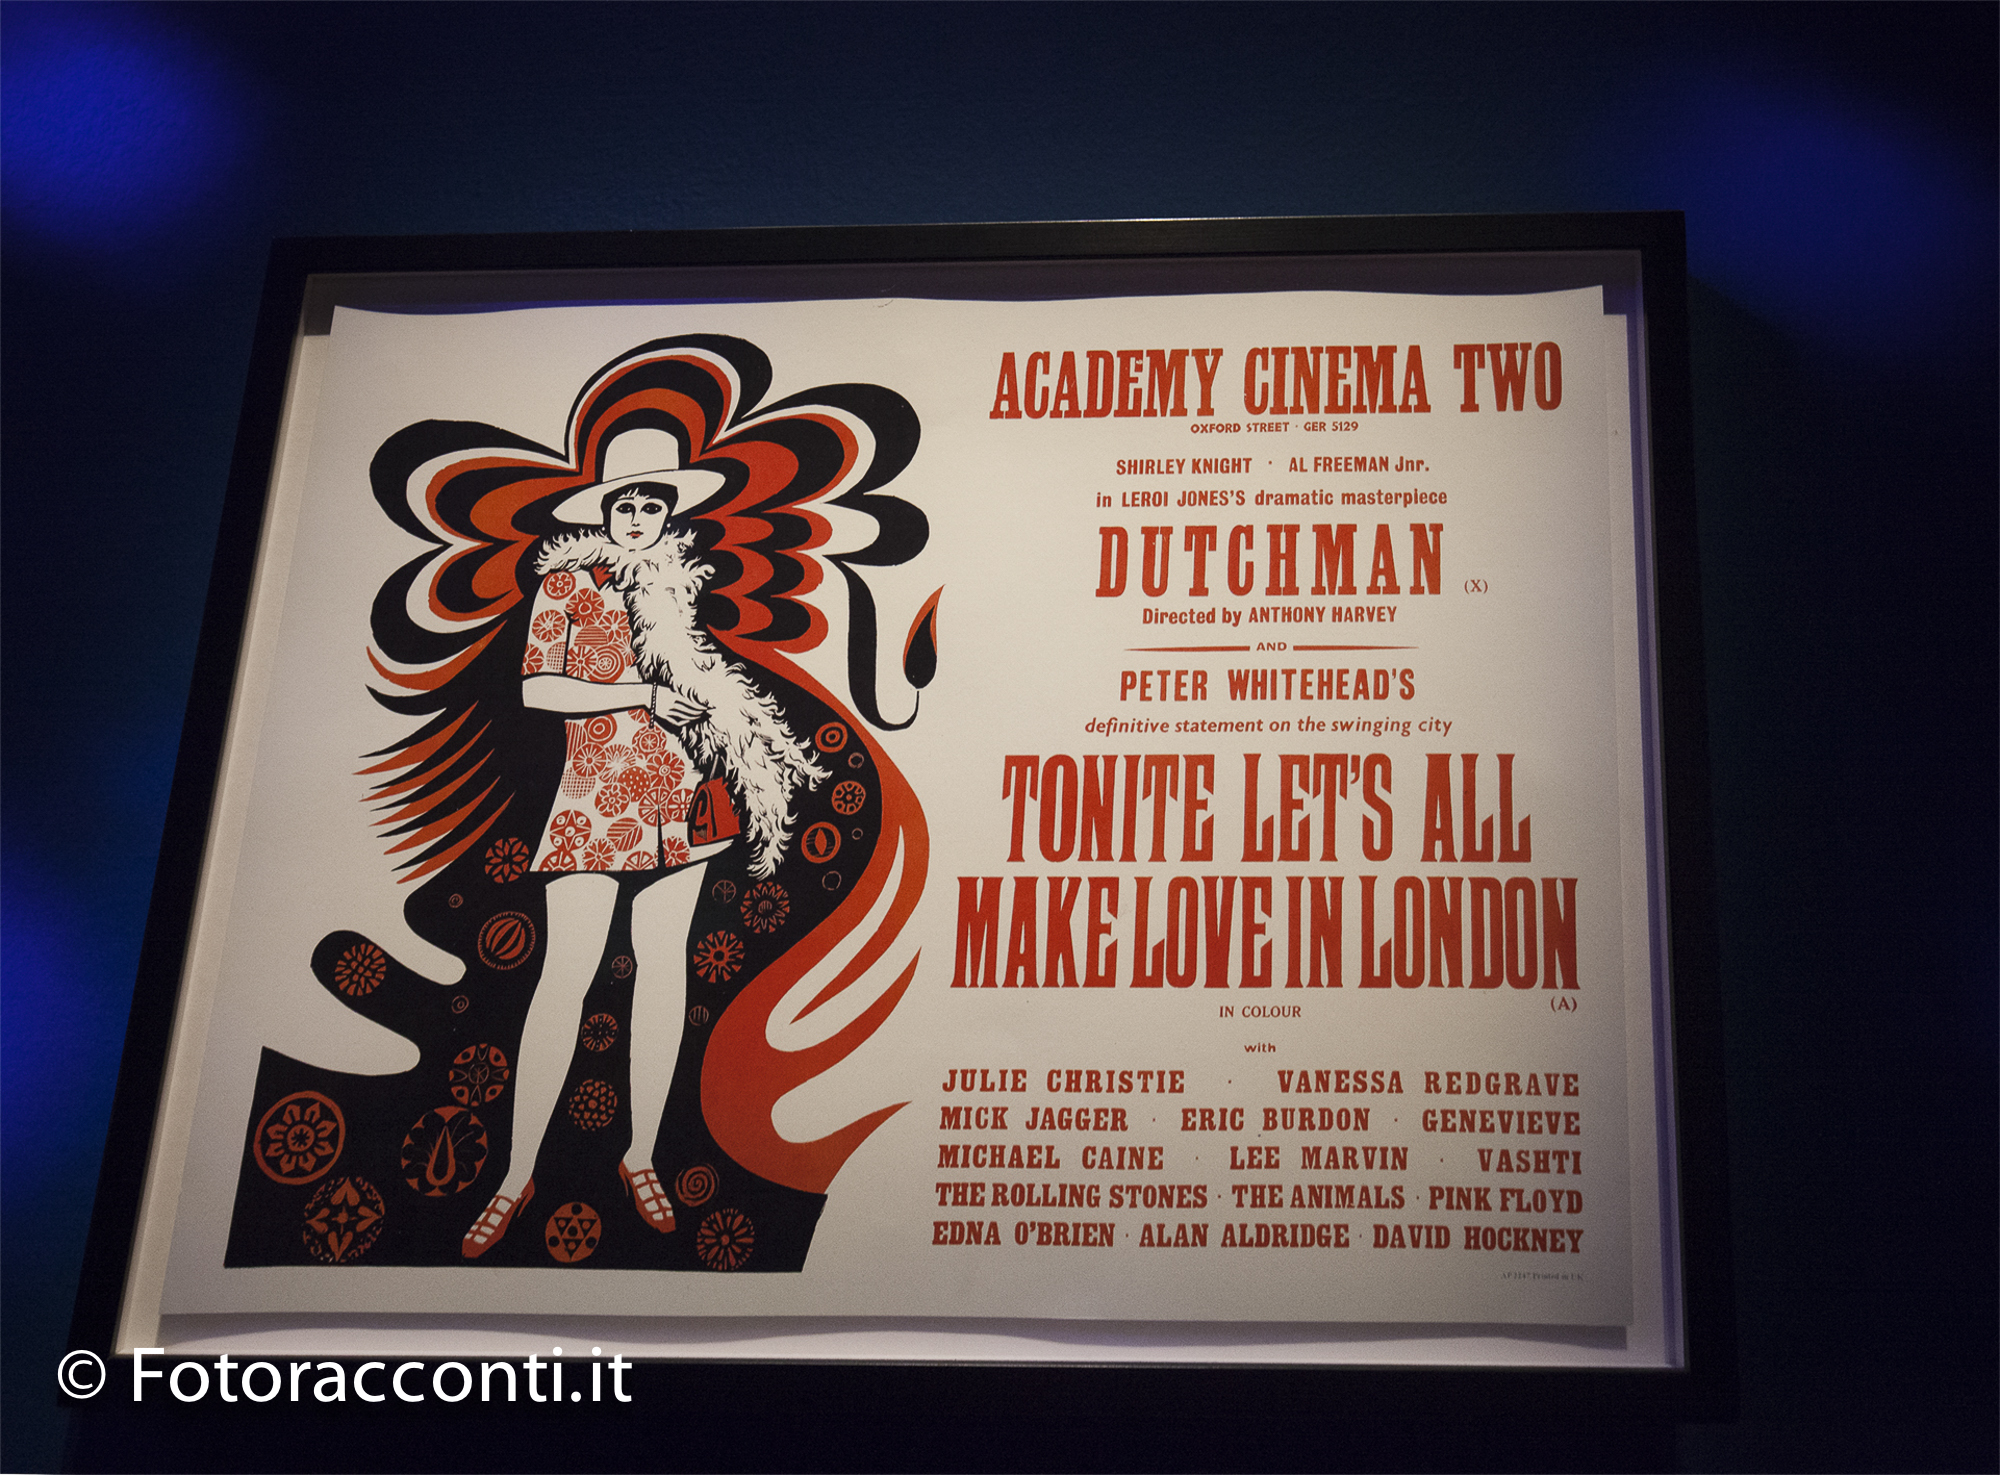 ACADEMY CINEMA TWO
OXFORD STREET · GER 5129
SHIRLEY KNIGHT · AL FREEMAN Jnr.
in LEROI JONES'S dramatic masterpiece
DUTCHMAN (X)
Directed by ANTHONY HARVEY
AND
PETER WHITEHEAD'S
definitive statement on the swinging city
TONITE LET'S ALL
MAKE LOVE IN LONDON
(A)
IN COLOUR
with
JULIE CHRISTIE · VANESSA REDGRAVE
MICK JAGGER · ERIC BURDON · GENEVIEVE
MICHAEL CAINE · LEE MARVIN · VASHTI
THE ROLLING STONES · THE ANIMALS · PINK FLOYD
EDNA O'BRIEN · ALAN ALDRIDGE · DAVID HOCKNEY
Printed in UK
© Fotoracconti.it